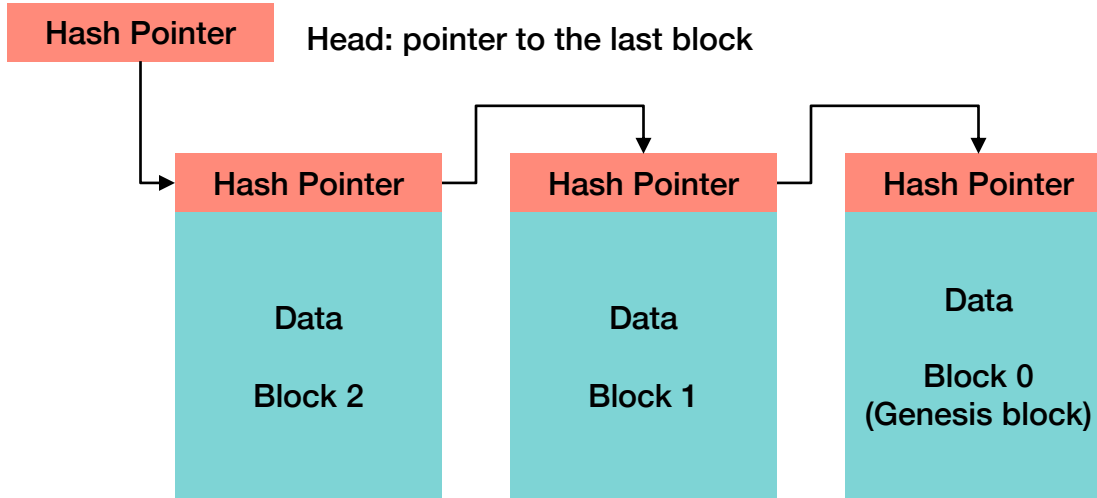 Hash Pointer
Head: pointer to the last block
Hash Pointer
Hash Pointer
Hash Pointer
Data
Block 2
Data
Block 1
Data
Block 0
(Genesis block)